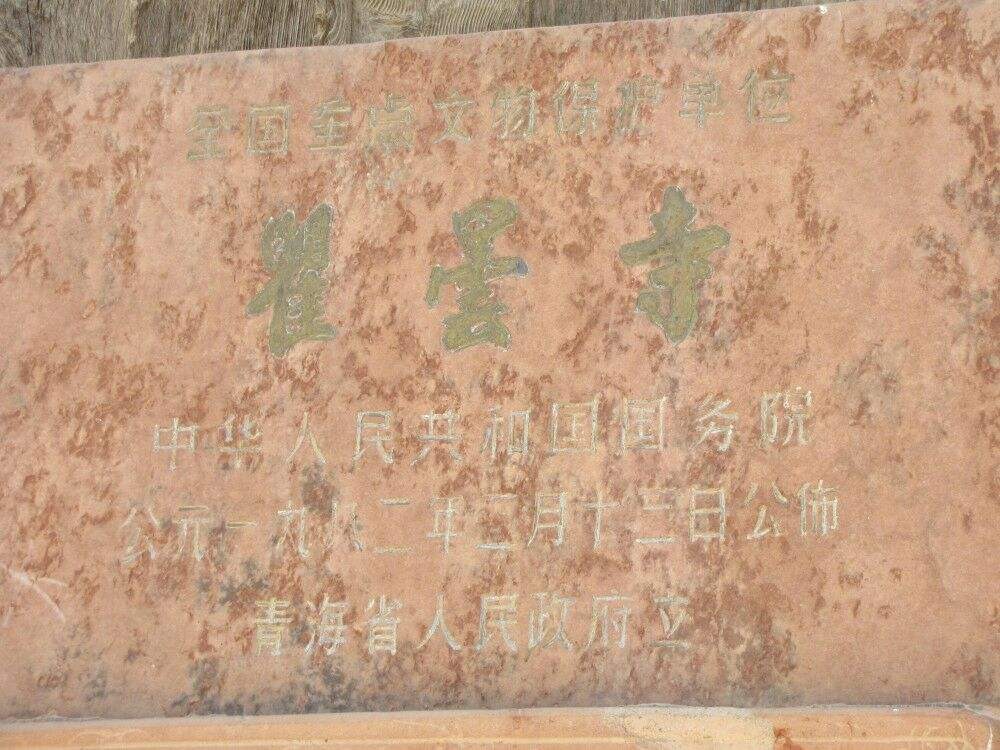 全国重点文物保护单位
瞿昙寺
中华人民共和国国务院
公元一九八二年二月十三日公佈
青海省人民政府立